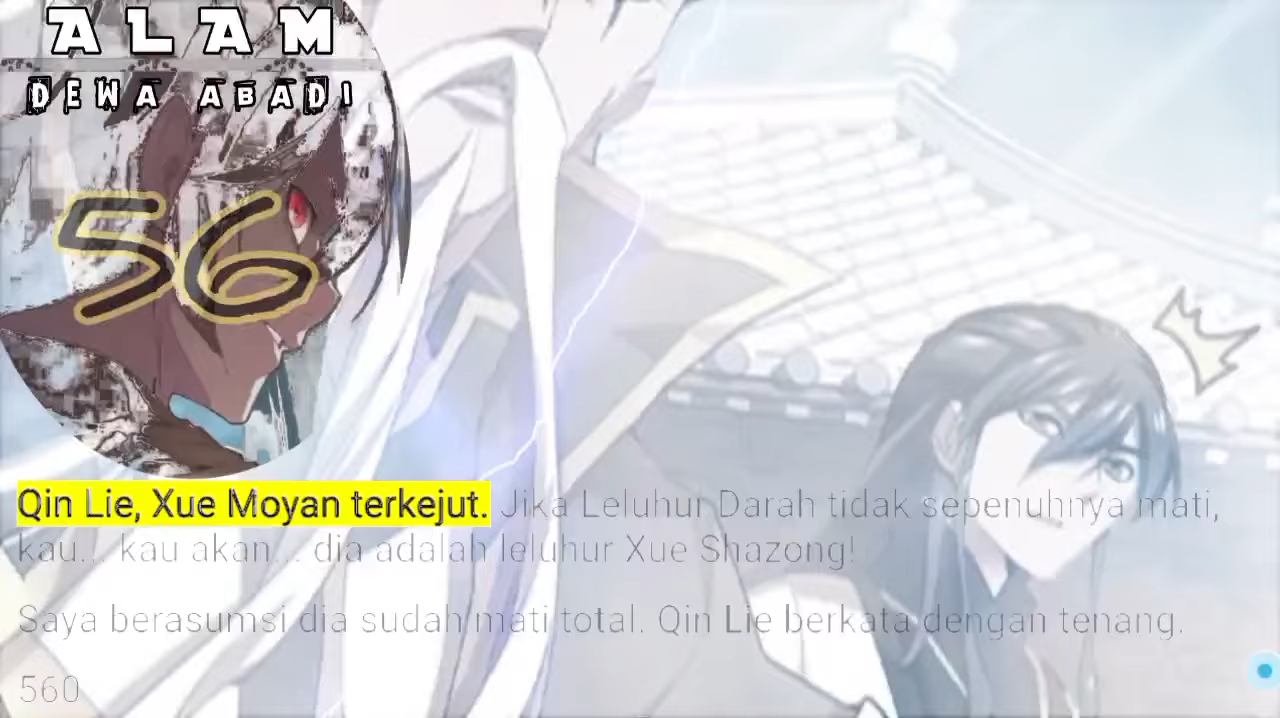 ALAM
DEWA ABADI
56
Qin Lie, Xue Moyan terkejut. Jika Leluhur Darah tidak sepenuhnya mati,
kau... kau akan... dia adalah leluhur Xue Shazong!
Saya berasumsi dia sudah mati total. Qin Lie berkata dengan tenang.
560